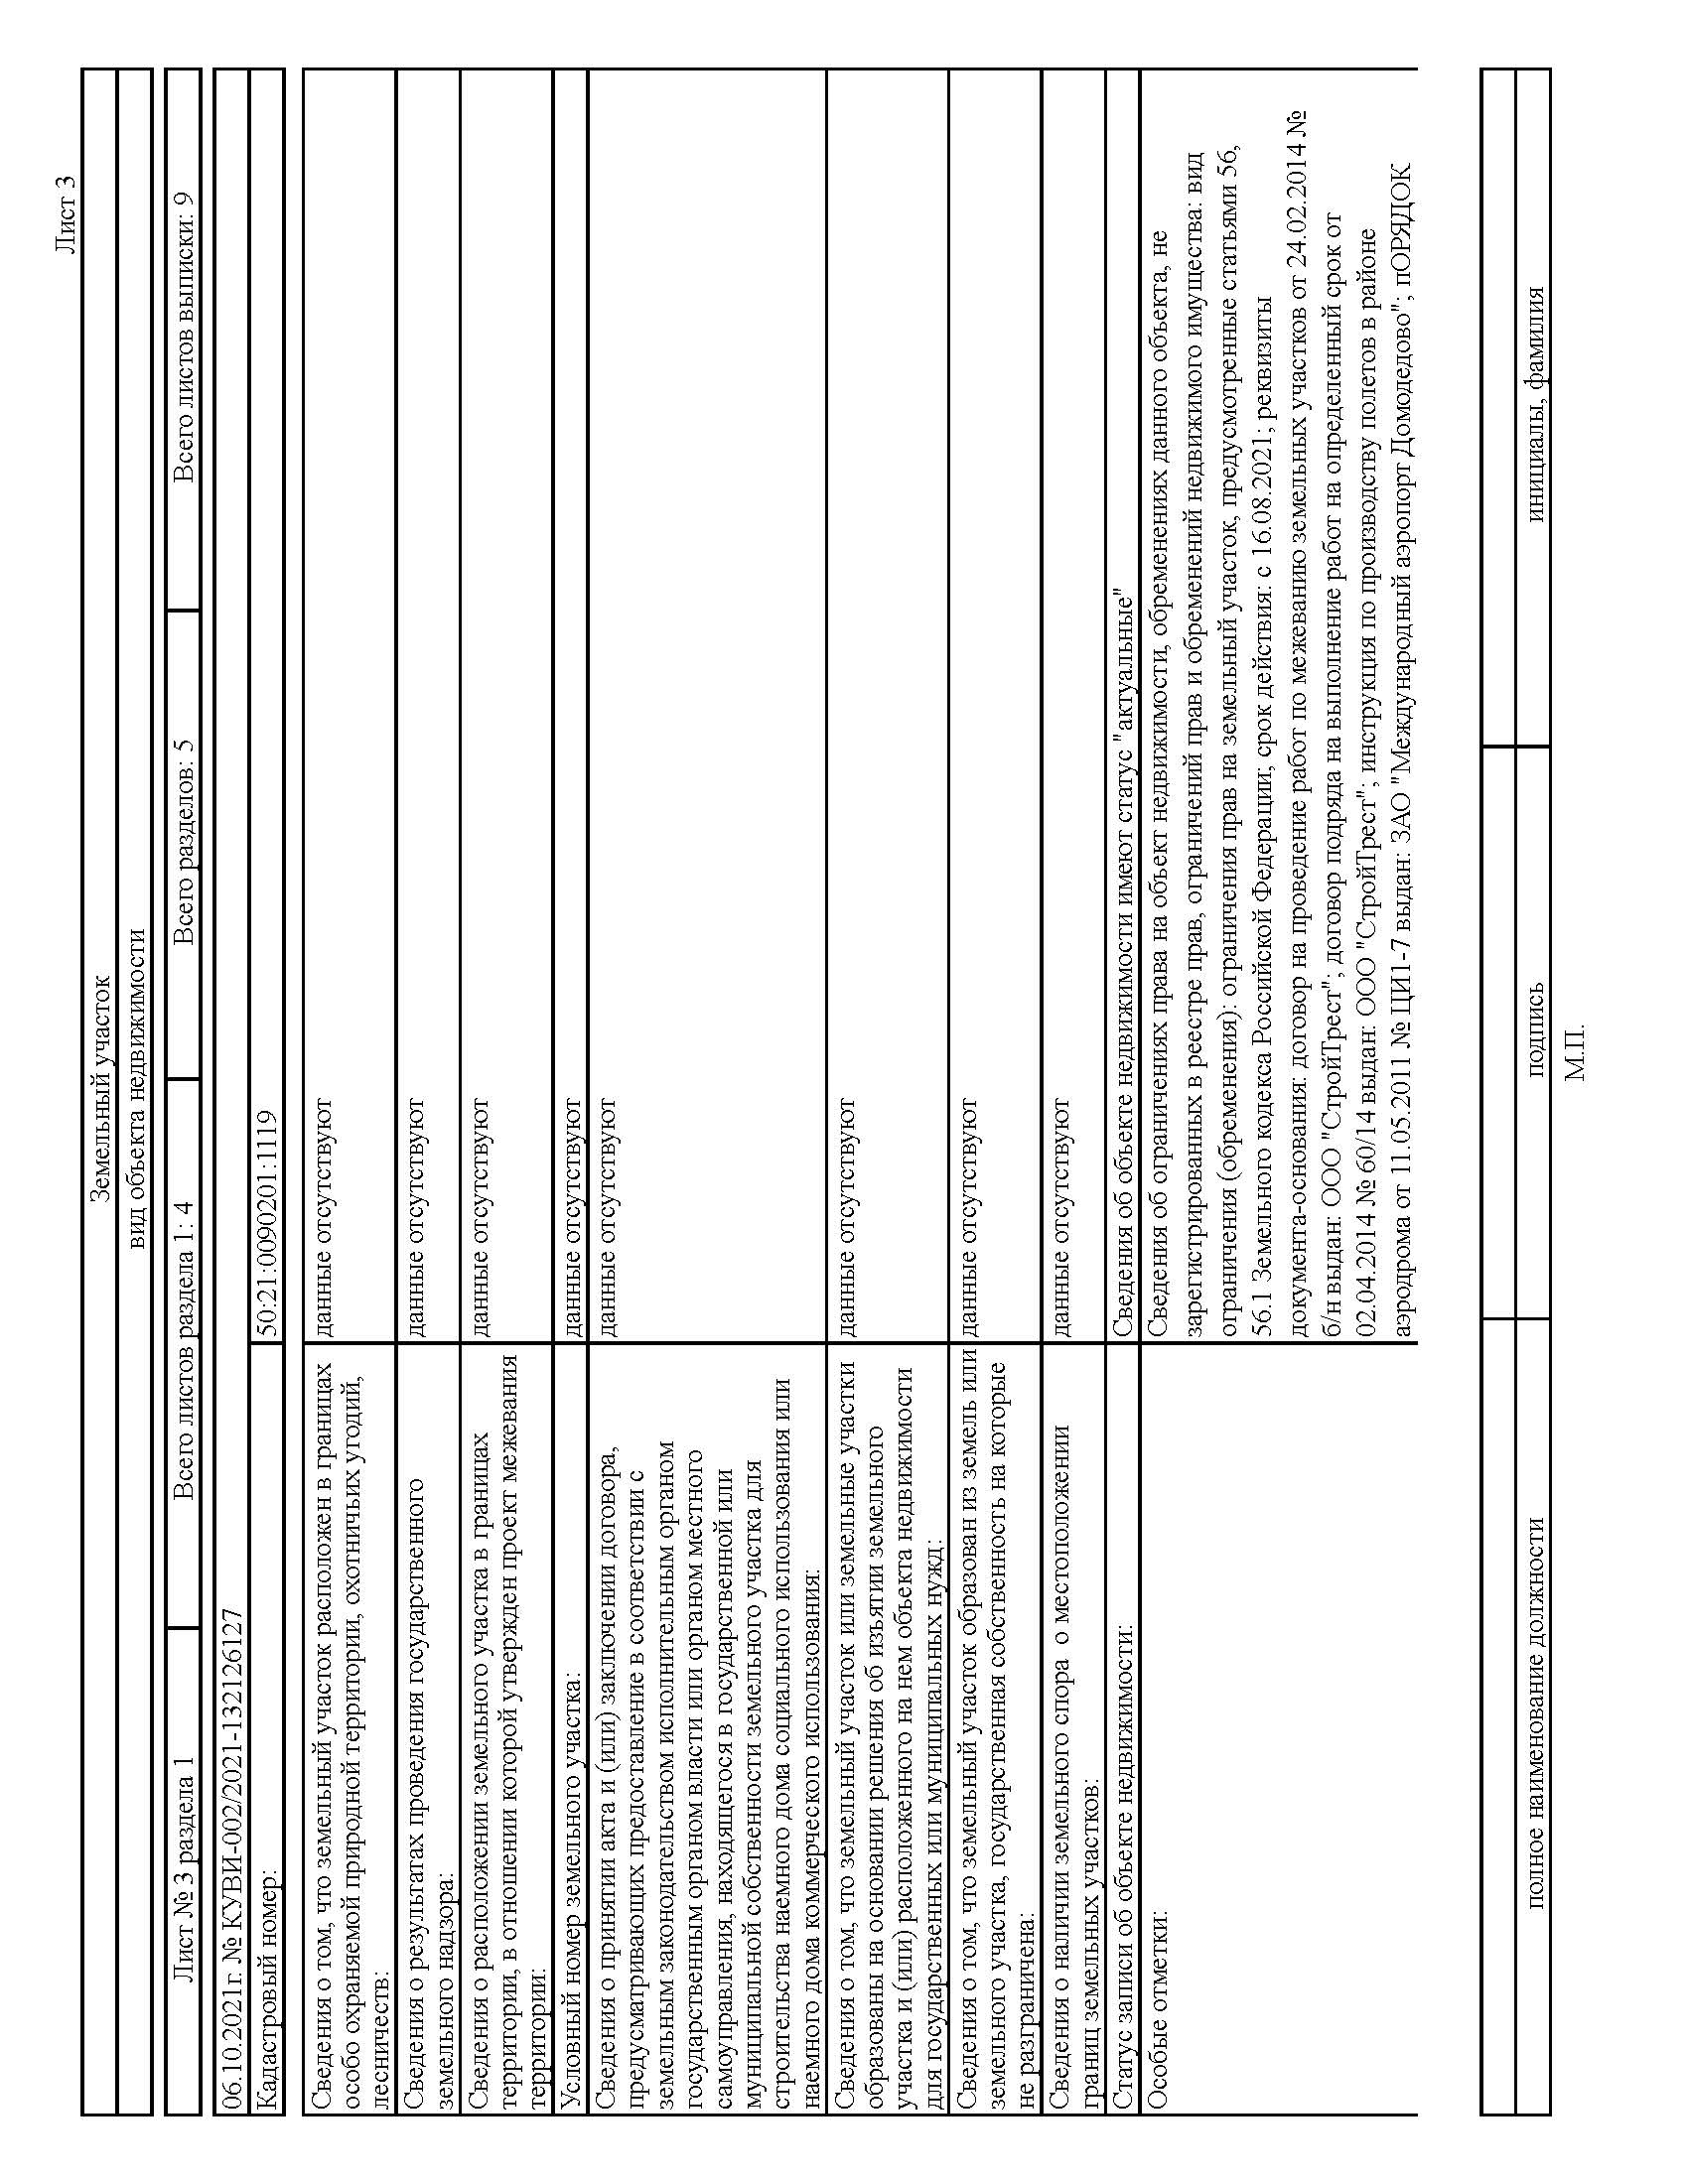 Лист 3
Земельный участок
вид объекта недвижимости
Лист № 3 раздела 1
Всего листов раздела 1: 4
Всего разделов: 5
Всего листов выписки: 9
06.10.2021г. № КУВИ-002/2021-132126127
Кадастровый номер:
50:21:0090201:1119
Сведения о том, что земельный участок расположен в границах
особо охраняемой природной территории, охотничьих угодий,
лесничеств:
данные отсутствуют
Сведения о результатах проведения государственного
земельного надзора:
данные отсутствуют
Сведения о расположении земельного участка в границах
территории, в отношении которой утвержден проект межевания
территории:
данные отсутствуют
Условный номер земельного участка:
данные отсутствуют
Сведения о принятии акта и (или) заключении договора,
предусматривающих предоставление в соответствии с
земельным законодательством исполнительным органом
государственным органом власти или органом местного
самоуправления, находящегося в государственной или
муниципальной собственности земельного участка для
строительства наемного дома социального использования или
наемного дома коммерческого использования:
данные отсутствуют
Сведения о том, что земельный участок или земельные участки
образованы на основании решения об изъятии земельного
участка и (или) расположенного на нем объекта недвижимости
для государственных или муниципальных нужд:
данные отсутствуют
Сведения о том, что земельный участок образован из земель или
земельного участка, государственная собственность на которые
не разграничена:
данные отсутствуют
Сведения о наличии земельного спора о местоположении
границ земельных участков:
данные отсутствуют
Статус записи об объекте недвижимости:
Сведения об объекте недвижимости имеют статус "актуальные"
Особые отметки:
Сведения об ограничениях права на объект недвижимости, обременениях данного объекта, не
зарегистрированных в реестре прав, ограничений прав и обременений недвижимого имущества: вид
ограничения (обременения): ограничения прав на земельный участок, предусмотренные статьями 56,
56.1 Земельного кодекса Российской Федерации; срок действия: с 16.08.2021; реквизиты
документа-основания: договор на проведение работ по межеванию земельных участков от 24.02.2014 №
б/н выдан: ООО "СтройТрест"; договор подряда на выполнение работ на определенный срок от
02.04.2014 № 60/14 выдан: ООО "СтройТрест"; инструкция по производству полетов в районе
аэродрома от 11.05.2011 № ЦИ1-7 выдан: ЗАО "Международный аэропорт Домодедово"; пОРЯДОК
полное наименование должности
подпись
инициалы, фамилия
М.П.